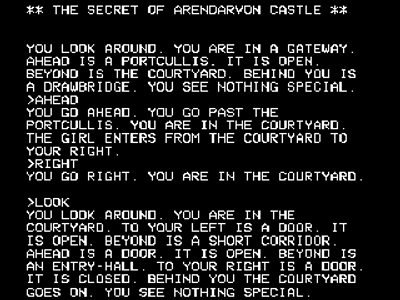 ** THE SECRET OF ARENDARVON CASTLE **
YOU LOOK AROUND. YOU ARE IN A GATEWAY.
AHEAD IS A PORTCULLIS. IT IS OPEN.
BEYOND IS THE COURTYARD. BEHIND YOU IS
A DRAWBRIDGE. YOU SEE NOTHING SPECIAL.
>AHEAD
YOU GO AHEAD. YOU GO PAST THE
PORTCULLIS. YOU ARE IN THE COURTYARD.
THE GIRL ENTERS FROM THE COURTYARD TO
YOUR RIGHT.
>RIGHT
YOU GO RIGHT. YOU ARE IN THE COURTYARD.
>LOOK
YOU LOOK AROUND. YOU ARE IN THE
COURTYARD. TO YOUR LEFT IS A DOOR. IT
IS OPEN. BEYOND IS A SHORT CORRIDOR.
AHEAD IS A DOOR. IT IS OPEN. BEYOND IS
AN ENTRY-HALL. TO YOUR RIGHT IS A DOOR.
IT IS CLOSED. BEHIND YOU THE COURTYARD
GOES ON. YOU SEE NOTHING SPECIAL.